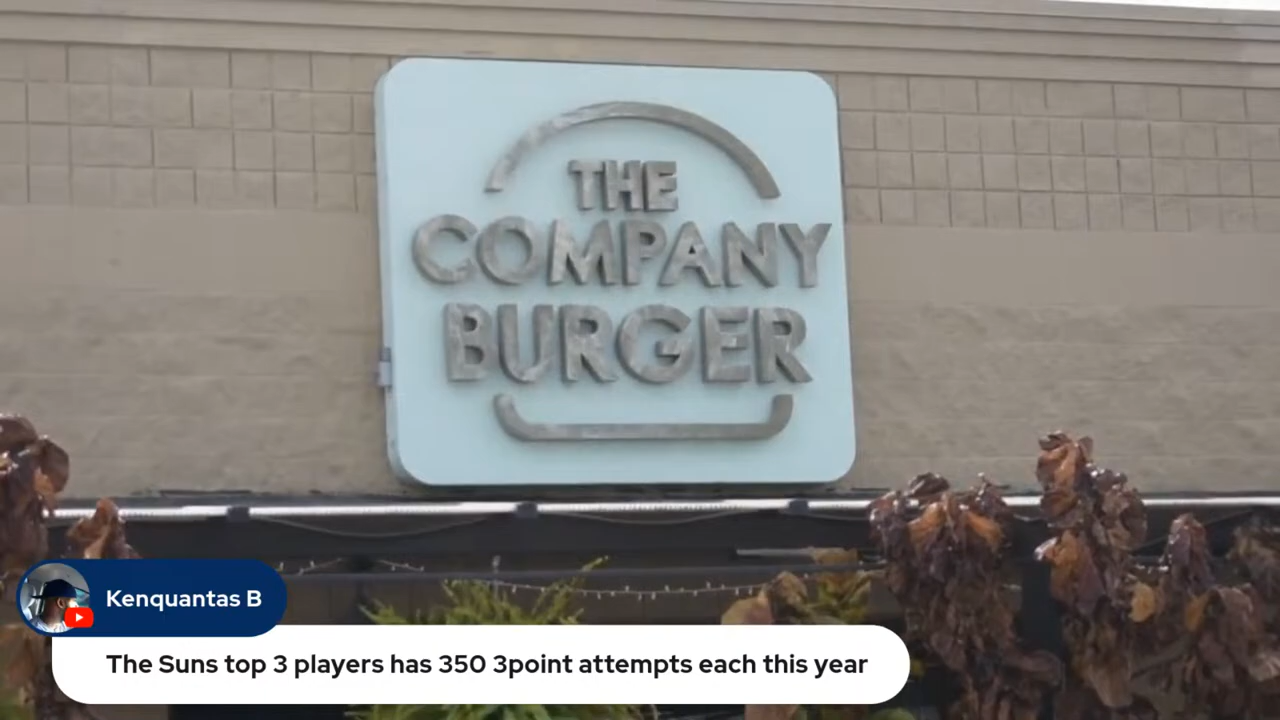 THE
COMPANY
BURGER
Kenquantas B
The Suns top 3 players has 350 3point attempts each this year